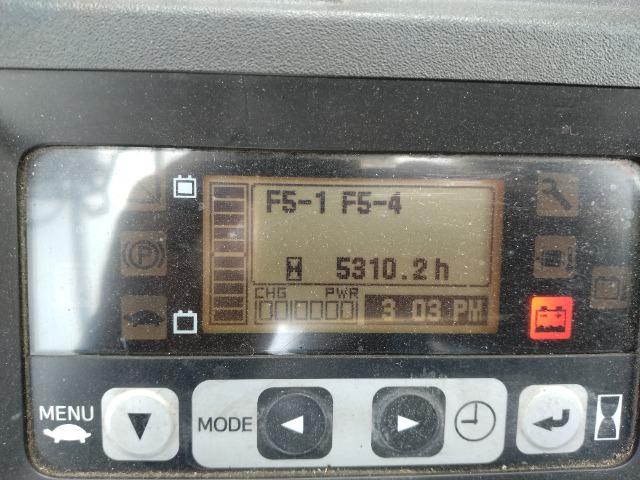 F5-1 F5-4
5310.2h
CHG PWR
3 03 PM
P
MENU
MODE